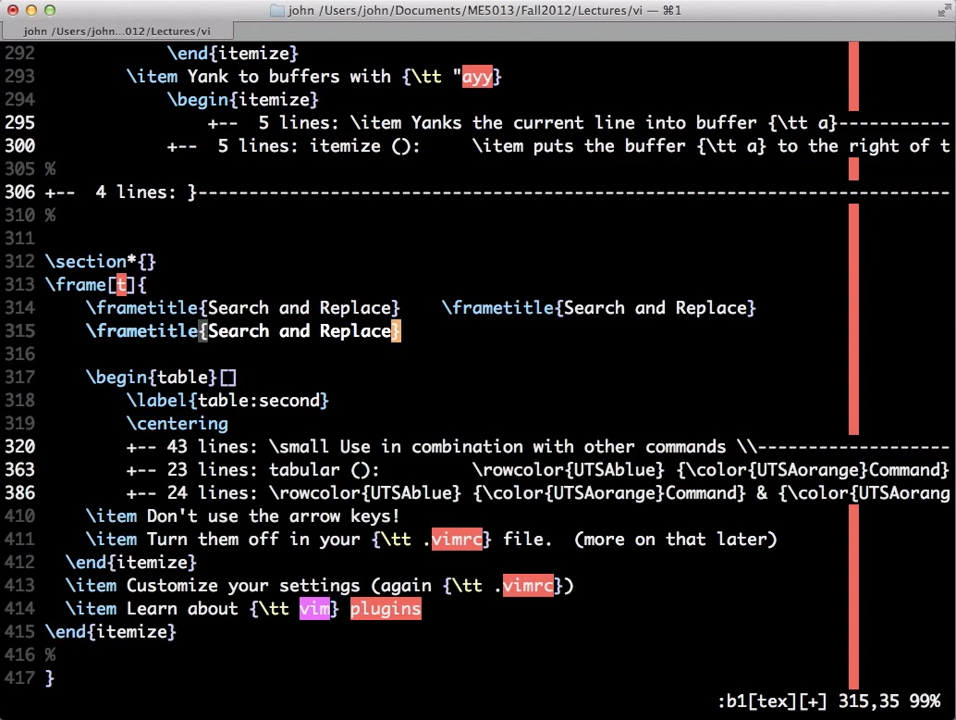 john /Users/john/Documents/ME5013/Fall2012/Lectures/vi — ⌘1
john /Users/john...012/Lectures/vi
292 \end{itemize}
293 \item Yank to buffers with {\tt "ayy}
294 \begin{itemize}
295 +-- 5 lines: \item Yanks the current line into buffer {\tt a}-----------
300 +-- 5 lines: itemize (): \item puts the buffer {\tt a} to the right of t
305 %
306 +-- 4 lines: }--------------------------------------------------------------------------
310 %
311
312 \section*{}
313 \frame[t]{
314 \frametitle{Search and Replace} \frametitle{Search and Replace}
315 \frametitle{Search and Replace}
316
317 \begin{table}[]
318 \label{table:second}
319 \centering
320 +-- 43 lines: \small Use in combination with other commands \\-------------------
363 +-- 23 lines: tabular (): \rowcolor{UTSAblue} {\color{UTSAorange}Command}
386 +-- 24 lines: \rowcolor{UTSAblue} {\color{UTSAorange}Command} & {\color{UTSAorang
410 \item Don't use the arrow keys!
411 \item Turn them off in your {\tt .vimrc} file. (more on that later)
412 \end{itemize}
413 \item Customize your settings (again {\tt .vimrc})
414 \item Learn about {\tt vim} plugins
415 \end{itemize}
416 %
417 }
:b1[tex][+] 315,35 99%